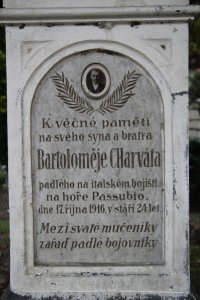 K věčné paměti
na svého syna a bratra
Bartoloměje CHarváta
padlého na italském bojišti
na hoře Passubio,
dne 17. října 1916, v stáří 24 let.
Mezi svaté mučeníky
zařaď padlé bojovníky